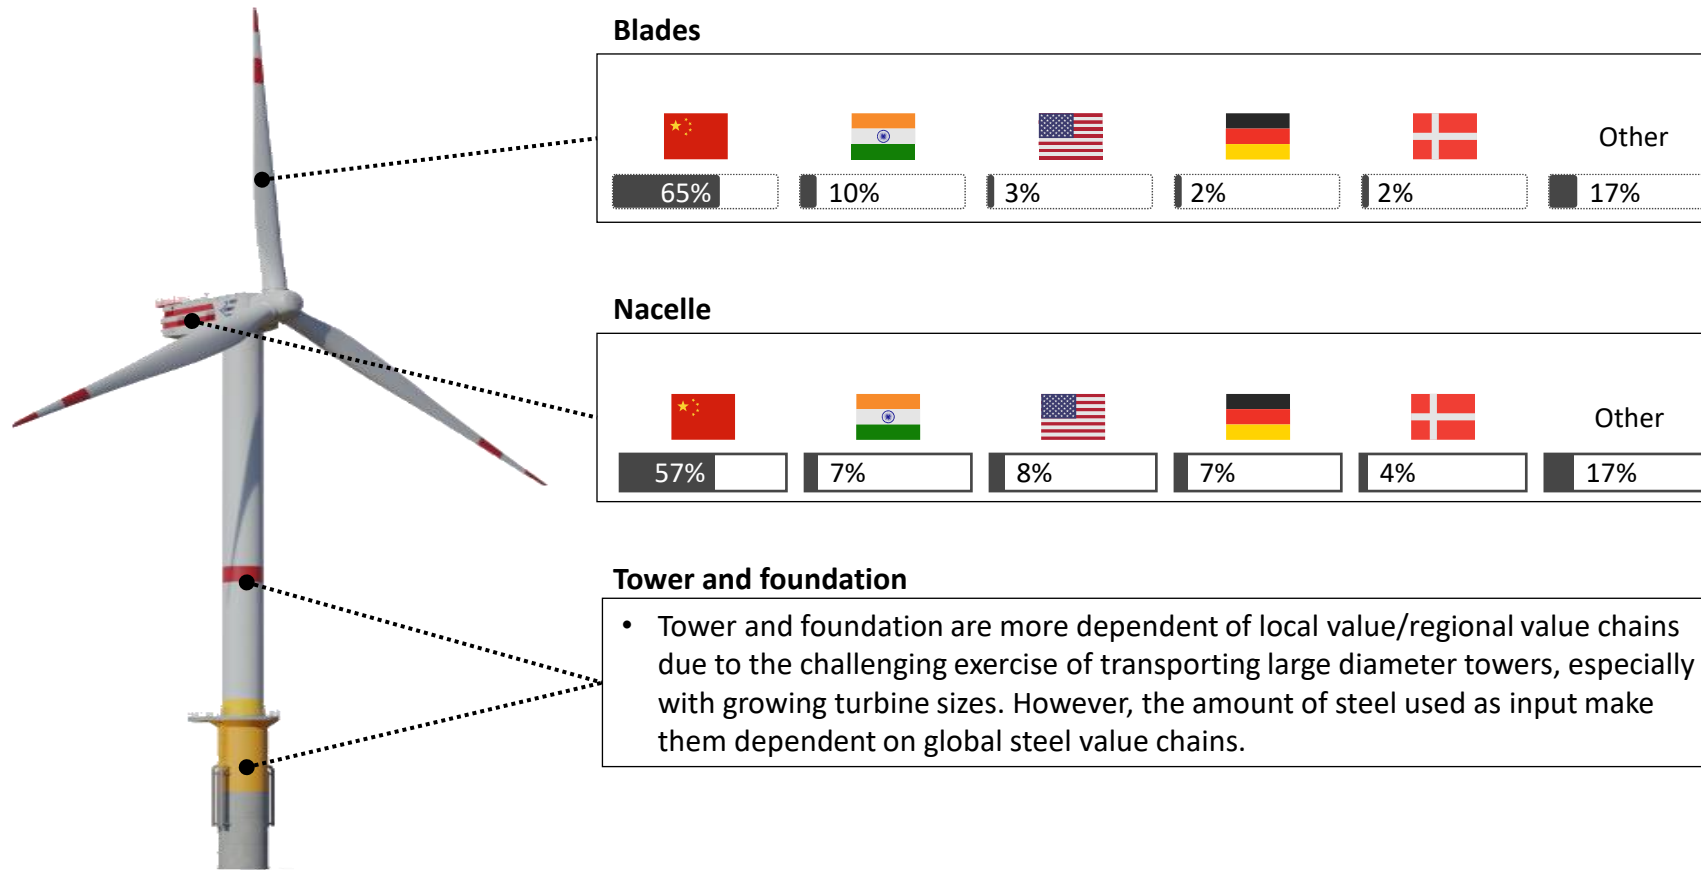 Blades
Other
65% 10% 3% 2% 2% 17%
Nacelle
Other
57% 7% 8% 7% 4% 17%
Tower and foundation
• Tower and foundation are more dependent of local value/regional value chains
due to the challenging exercise of transporting large diameter towers, especially
with growing turbine sizes. However, the amount of steel used as input make
them dependent on global steel value chains.